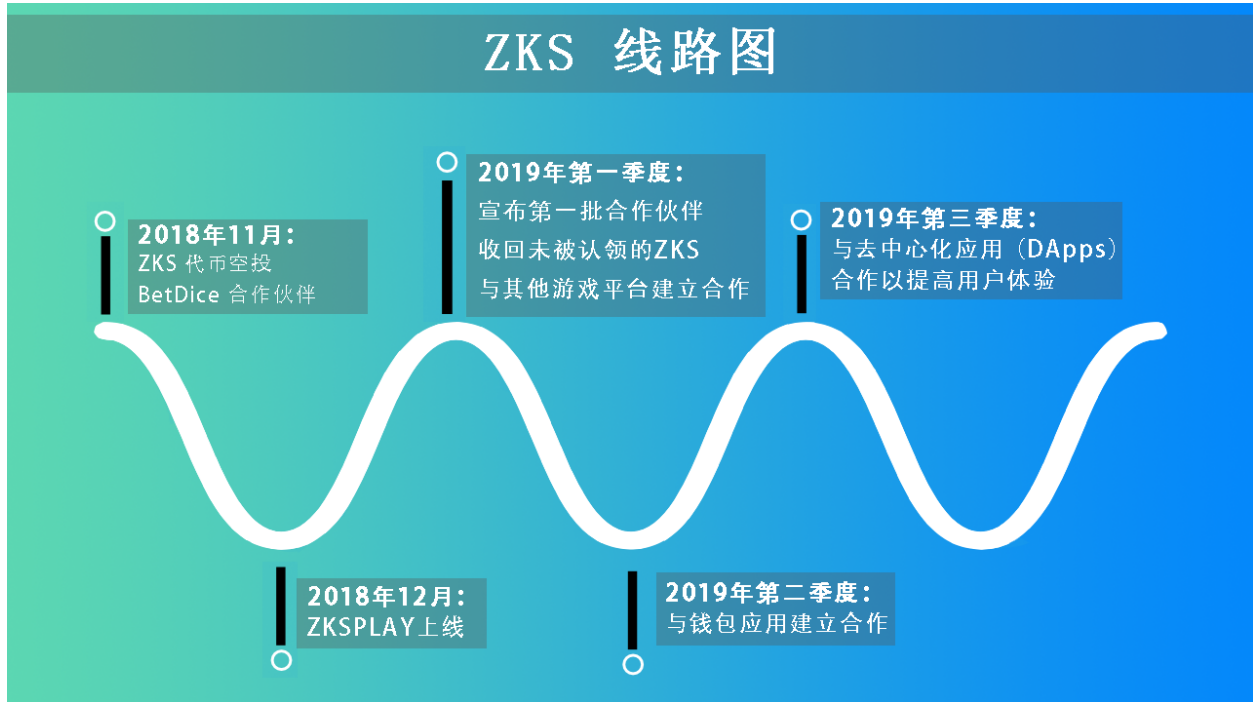 ZKS 线路图
2018年11月：
ZKS 代币空投
BetDice 合作伙伴
2018年12月：
ZKSPLAY上线
2019年第一季度：
宣布第一批合作伙伴
收回未被认领的ZKS
与其他游戏平台建立合作
2019年第二季度：
与钱包应用建立合作
2019年第三季度：
与去中心化应用（DApps）
合作以提高用户体验